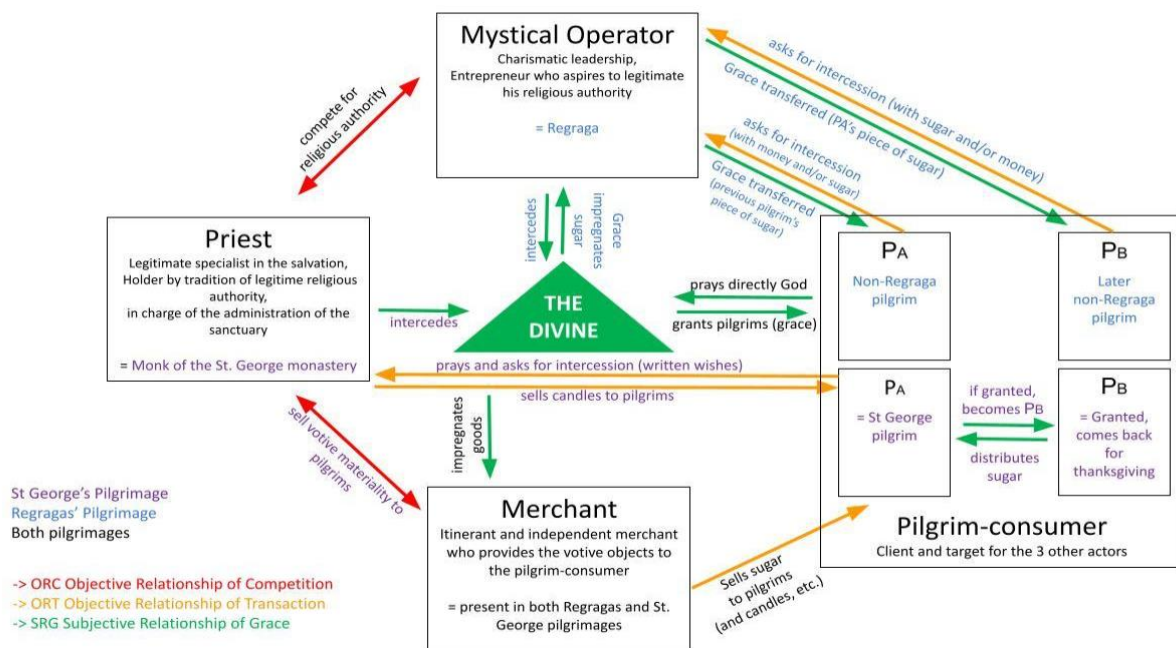 Mystical Operator
Charismatic leadership,
Entrepreneur who aspires to legitimate
his religious authority
= Regraga
compete for
religious authority
asks for intercession (with sugar and/or money)
Grace transferred (PA's piece of sugar)
asks for intercession
(with money and/or sugar)
Grace transferred
(previous pilgrim's
piece of sugar)
intercedes
Grace
impregnates
sugar
Priest
Legitimate specialist in the salvation,
Holder by tradition of legitime religious
authority,
in charge of the administration of the
sanctuary
= Monk of the St. George monastery
intercedes
THE
DIVINE
prays directly God
grants pilgrims (grace)
PA
Non-Regraga
pilgrim
PB
Later
non-Regraga
pilgrim
prays and asks for intercession (written wishes)
sells candles to pilgrims
PA
= St George
pilgrim
if granted,
becomes PB
distributes
sugar
PB
= Granted,
comes back
for
thanksgiving
Pilgrim-consumer
Client and target for the 3 other actors
impregnates
goods
sell votive materiality to
pilgrims
Merchant
Itinerant and independent merchant
who provides the votive objects to
the pilgrim-consumer
= present in both Regragas and St.
George pilgrimages
Sells sugar
to pilgrims
(and candles, etc.)
St George's Pilgrimage
Regragas' Pilgrimage
Both pilgrimages
-> ORC Objective Relationship of Competition
-> ORT Objective Relationship of Transaction
-> SRG Subjective Relationship of Grace